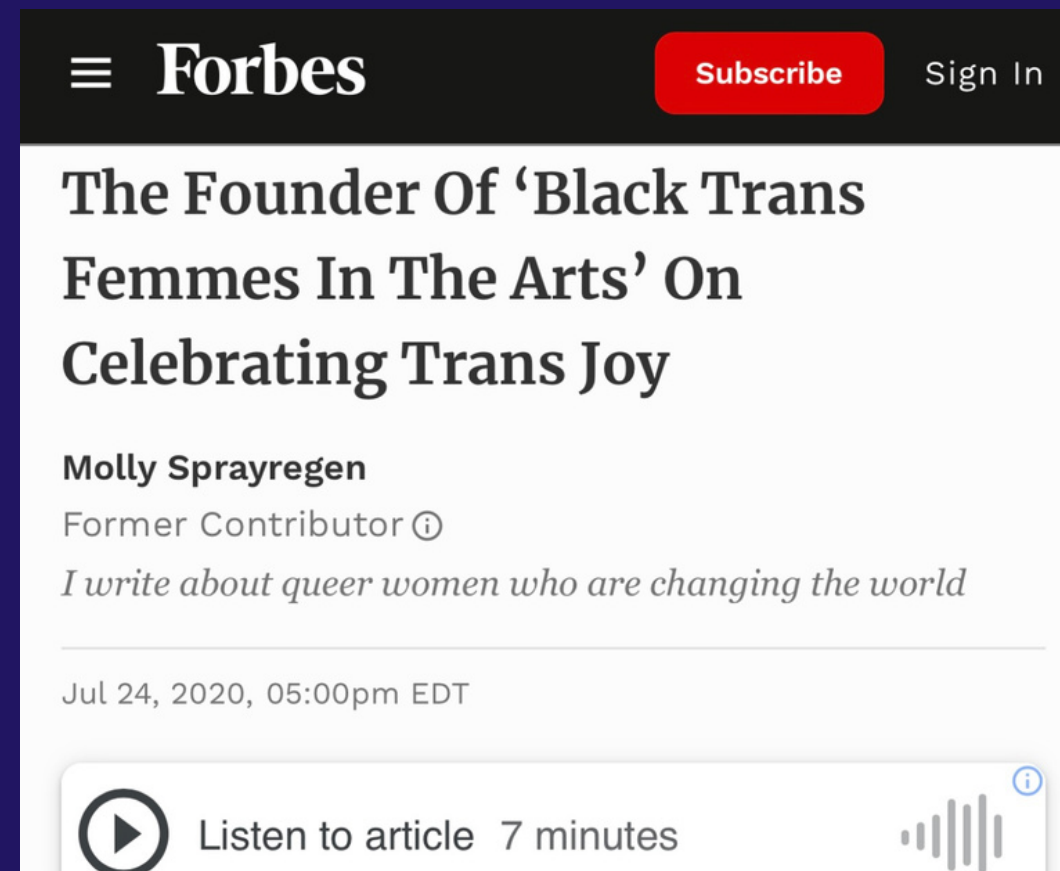 Forbes
Subscribe
Sign In
The Founder Of ‘Black Trans
Femmes In The Arts’ On
Celebrating Trans Joy
Molly Sprayregen
Former Contributor
I write about queer women who are changing the world
Jul 24, 2020, 05:00pm EDT
Listen to article 7 minutes